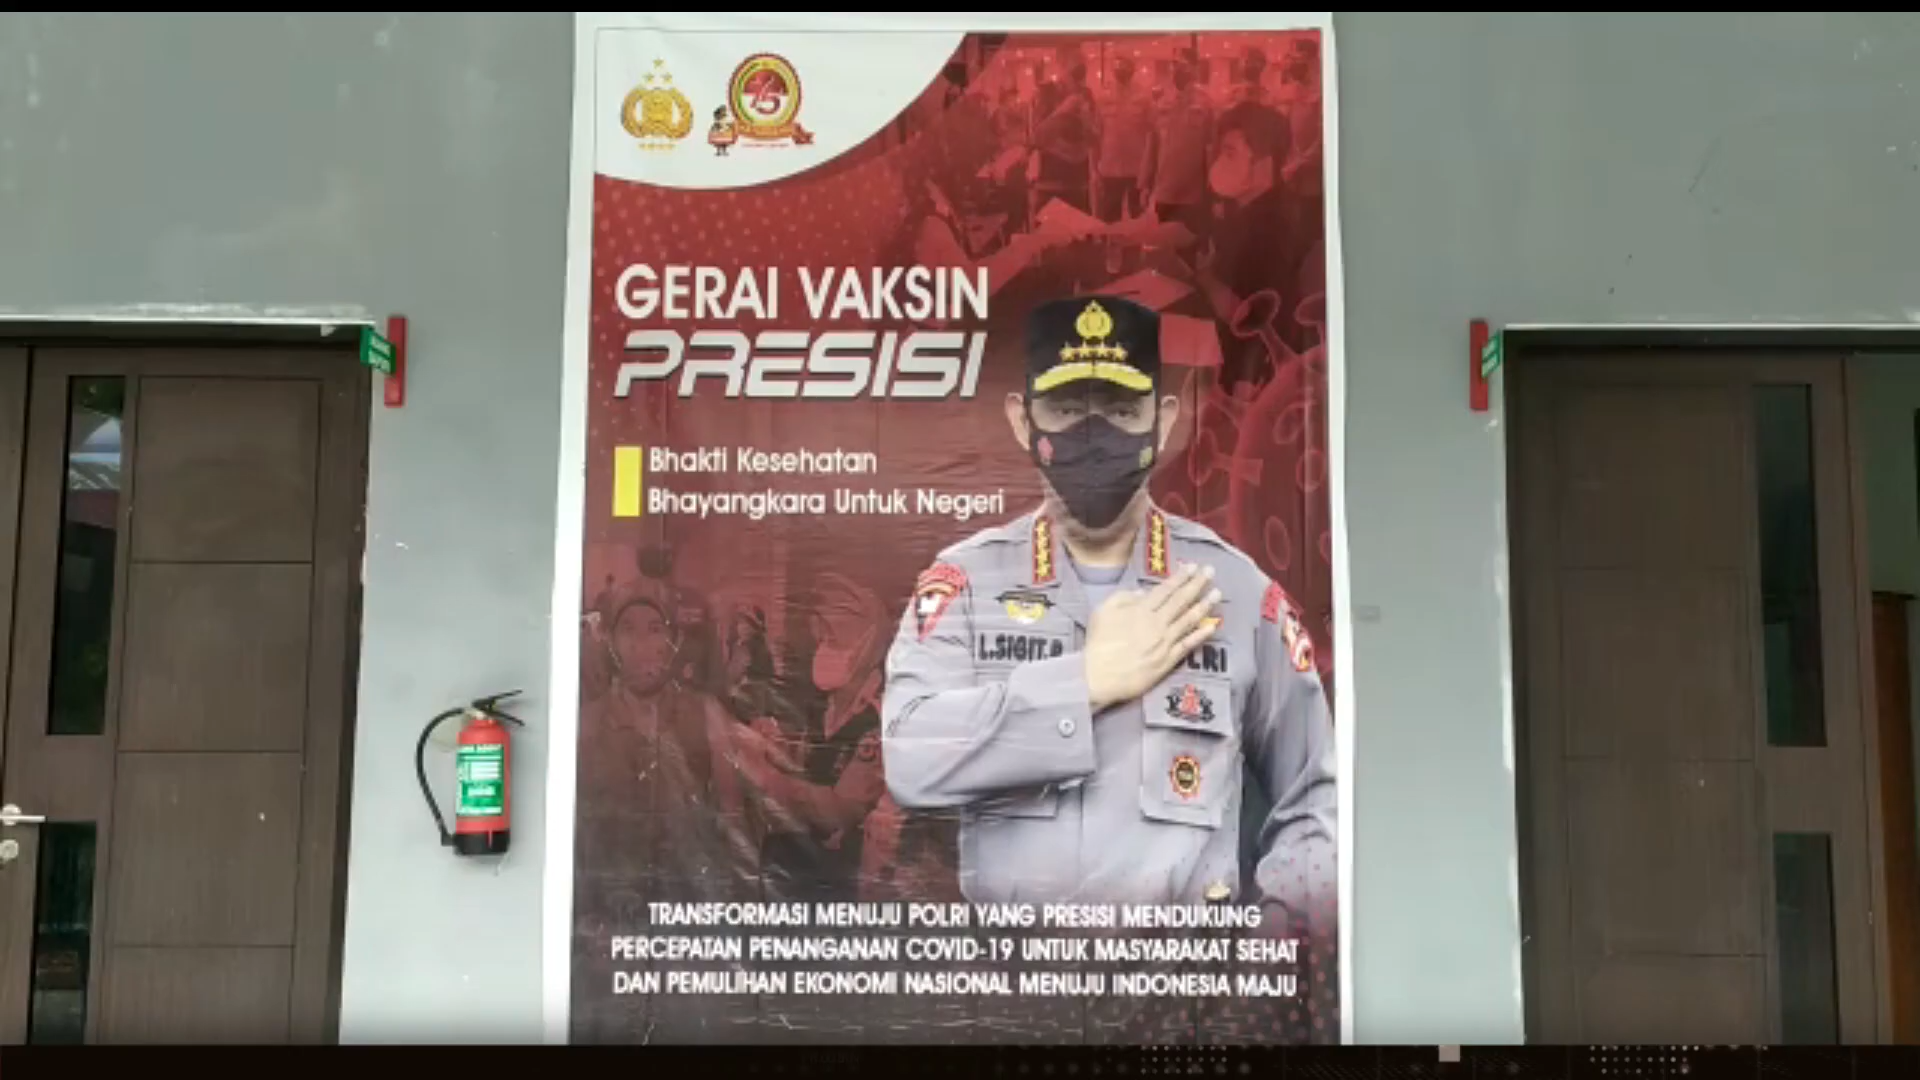 GERAI VAKSIN
PRESISI
Bhakti Kesehatan
Bhayangkara Untuk Negeri
L.SIGIT.P
TRANSFORMASI MENUJU POLRI YANG PRESISI MENDUKUNG
PERCEPATAN PENANGANAN COVID-19 UNTUK MASYARAKAT SEHAT
DAN PEMULIHAN EKONOMI NASIONAL MENUJU INDONESIA MAJU